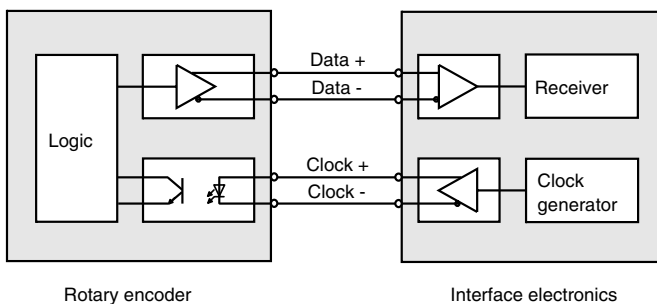 Data +
Data -
Receiver
Logic
Clock +
Clock -
Clock
generator
Rotary encoder
Interface electronics